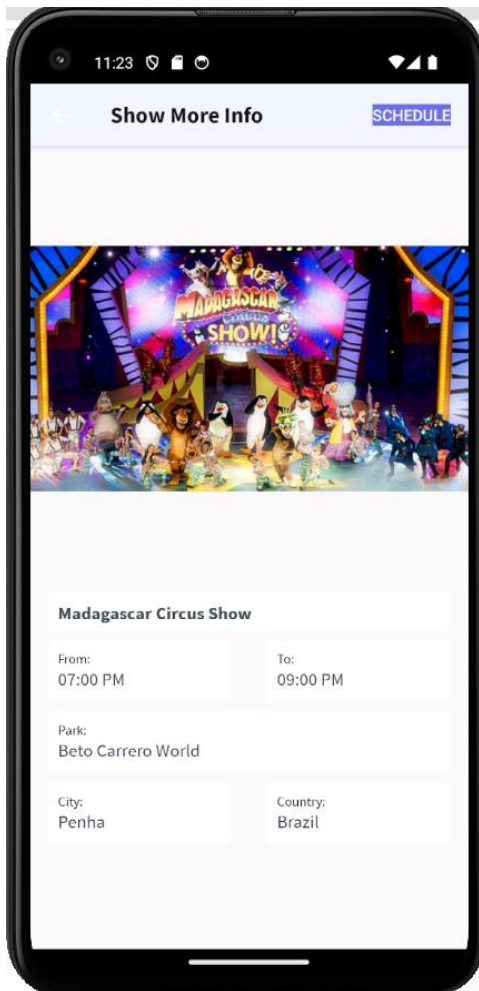 11:23
Show More Info
SCHEDULE
MADAGASCAR
CIRCUS
SHOW!
Madagascar Circus Show
From:
07:00 PM
To:
09:00 PM
Park:
Beto Carrero World
City:
Penha
Country:
Brazil